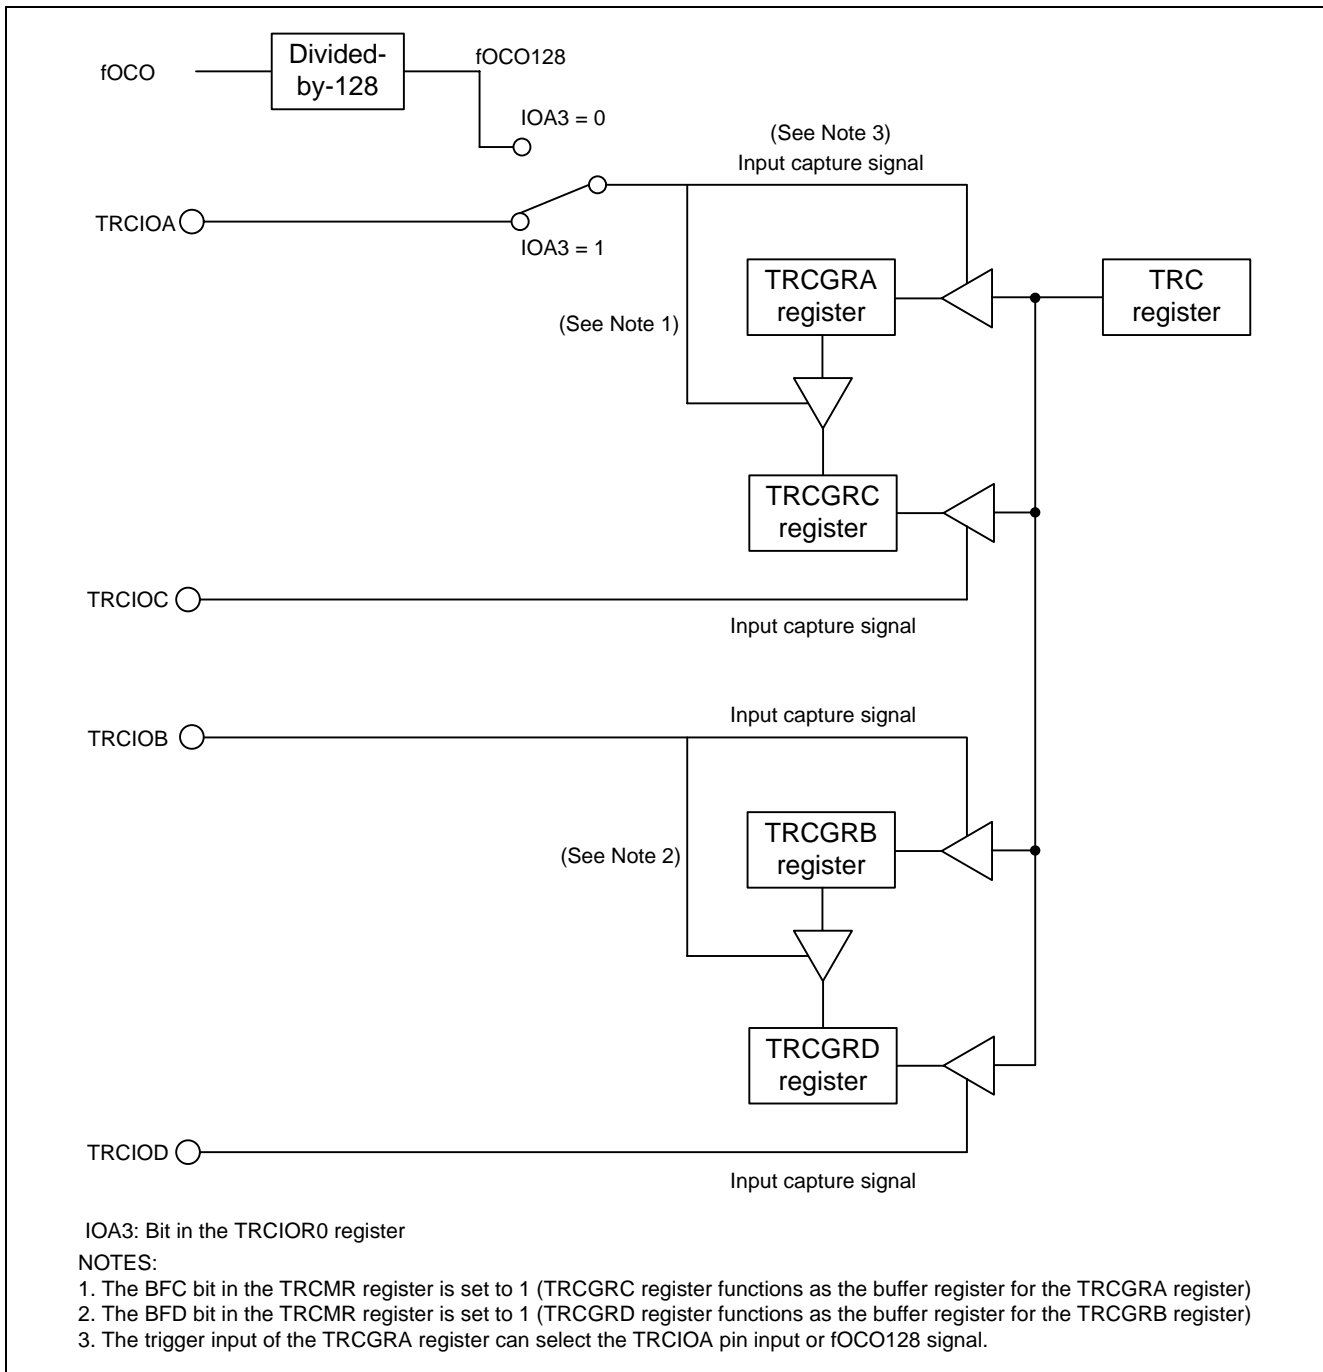 fOCO
Divided-
by-128
fOCO128
IOA3 = 0
(See Note 3)
Input capture signal
TRCIOA
IOA3 = 1
TRCGRA
register
TRC
register
(See Note 1)
TRCGRC
register
TRCIOC
Input capture signal
Input capture signal
TRCIOB
TRCGRB
register
(See Note 2)
TRCGRD
register
TRCIOD
Input capture signal
IOA3: Bit in the TRCIOR0 register
NOTES:
1. The BFC bit in the TRCMR register is set to 1 (TRCGRC register functions as the buffer register for the TRCGRA register)
2. The BFD bit in the TRCMR register is set to 1 (TRCGRD register functions as the buffer register for the TRCGRB register)
3. The trigger input of the TRCGRA register can select the TRCIOA pin input or fOCO128 signal.